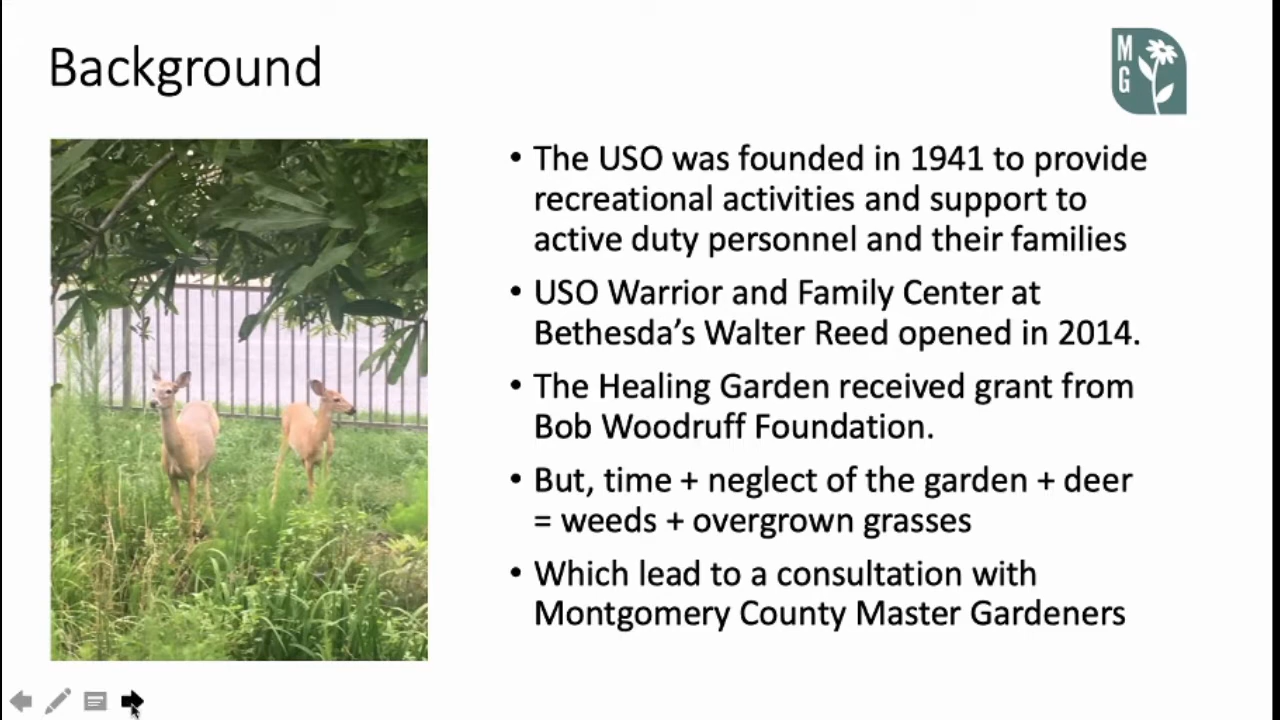 Background
M
G
• The USO was founded in 1941 to provide
recreational activities and support to
active duty personnel and their families
• USO Warrior and Family Center at
Bethesda’s Walter Reed opened in 2014.
• The Healing Garden received grant from
Bob Woodruff Foundation.
• But, time + neglect of the garden + deer
= weeds + overgrown grasses
• Which lead to a consultation with
Montgomery County Master Gardeners